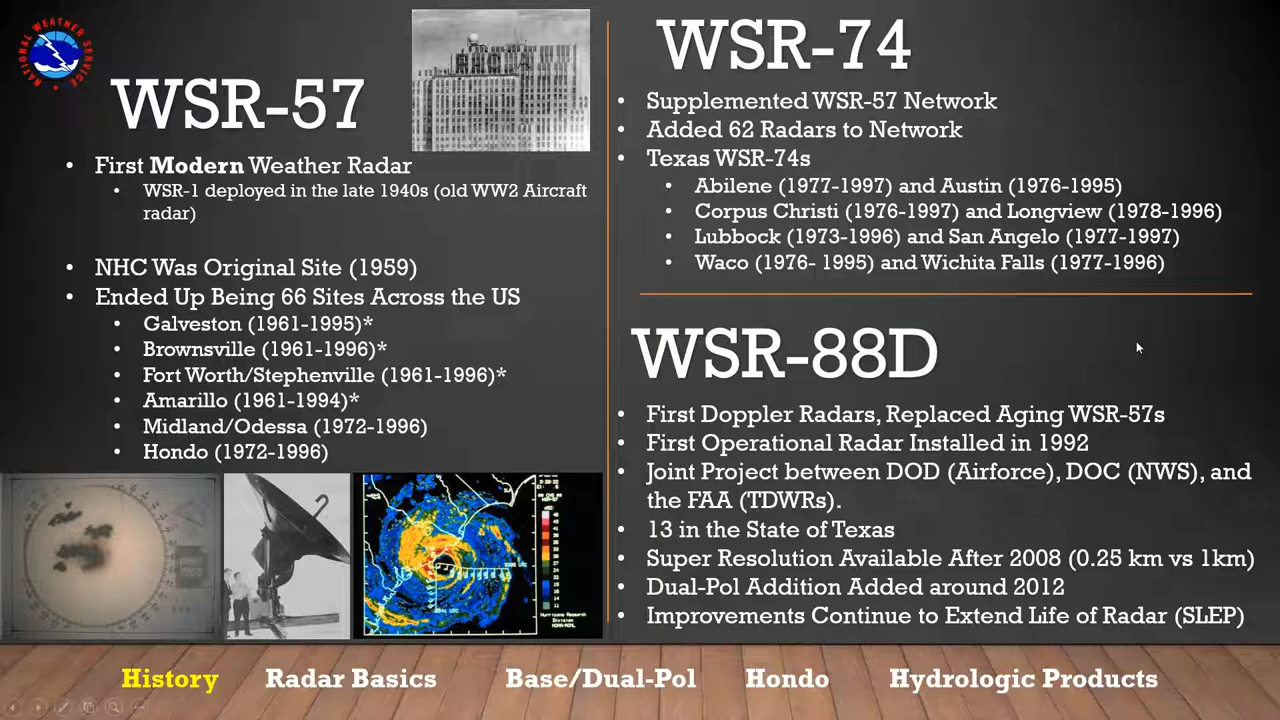 NATIONAL WEATHER SERVICE
WSR-57
First Modern Weather Radar
WSR-1 deployed in the late 1940s (old WW2 Aircraft
radar)
NHC Was Original Site (1959)
Ended Up Being 66 Sites Across the US
Galveston (1961-1995)*
Brownsville (1961-1996)*
Fort Worth/Stephenville (1961-1996)*
Amarillo (1961-1994)*
Midland/Odessa (1972-1996)
Hondo (1972-1996)
WSR-74
Supplemented WSR-57 Network
Added 62 Radars to Network
Texas WSR-74s
Abilene (1977-1997) and Austin (1976-1995)
Corpus Christi (1976-1997) and Longview (1978-1996)
Lubbock (1973-1996) and San Angelo (1977-1997)
Waco (1976- 1995) and Wichita Falls (1977-1996)
WSR-88D
First Doppler Radars, Replaced Aging WSR-57s
First Operational Radar Installed in 1992
Joint Project between DOD (Airforce), DOC (NWS), and
the FAA (TDWRs).
13 in the State of Texas
Super Resolution Available After 2008 (0.25 km vs 1km)
Dual-Pol Addition Added around 2012
Improvements Continue to Extend Life of Radar (SLEP)
Hurricane Research
Division
NOAA/AOML
History Radar Basics Base/Dual-Pol Hondo Hydrologic Products